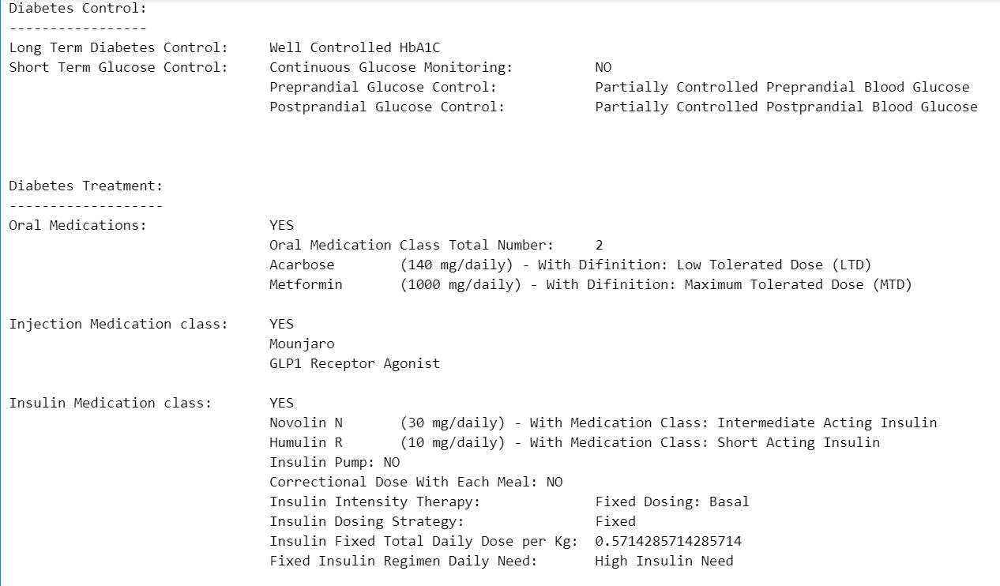 Diabetes Control:
-----------------
Long Term Diabetes Control:     Well Controlled HbA1C
Short Term Glucose Control:     Continuous Glucose Monitoring:          NO
                                Preprandial Glucose Control:            Partially Controlled Preprandial Blood Glucose
                                Postprandial Glucose Control:           Partially Controlled Postprandial Blood Glucose
Diabetes Treatment:
-------------------
Oral Medications:               YES
                                Oral Medication Class Total Number:     2
                                Acarbose        (140 mg/daily) - With Difinition: Low Tolerated Dose (LTD)
                                Metformin       (1000 mg/daily) - With Difinition: Maximum Tolerated Dose (MTD)
Injection Medication class:     YES
                                Mounjaro
                                GLP1 Receptor Agonist
Insulin Medication class:       YES
                                Novolin N       (30 mg/daily) - With Medication Class: Intermediate Acting Insulin
                                Humulin R       (10 mg/daily) - With Medication Class: Short Acting Insulin
                                Insulin Pump: NO
                                Correctional Dose With Each Meal: NO
                                Insulin Intensity Therapy:              Fixed Dosing: Basal
                                Insulin Dosing Strategy:                Fixed
                                Insulin Fixed Total Daily Dose per Kg:  0.5714285714285714
                                Fixed Insulin Regimen Daily Need:       High Insulin Need